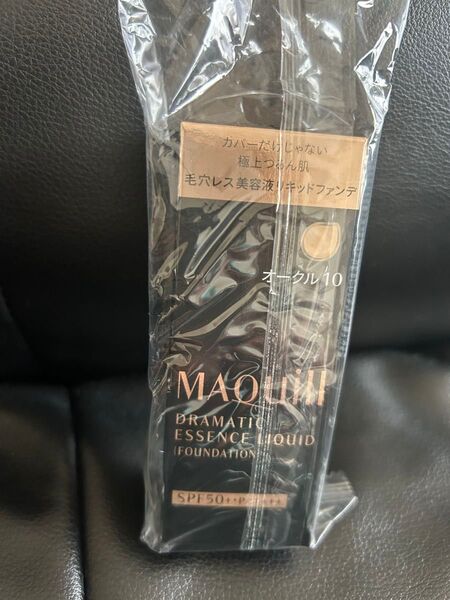 カバーだけじゃない
極上つるん肌
毛穴レス美容液リキッドファンデ
オークル10
MAQuill
DRAMATIC
ESSENCE LIQUID
(FOUNDATION)
SPF50+